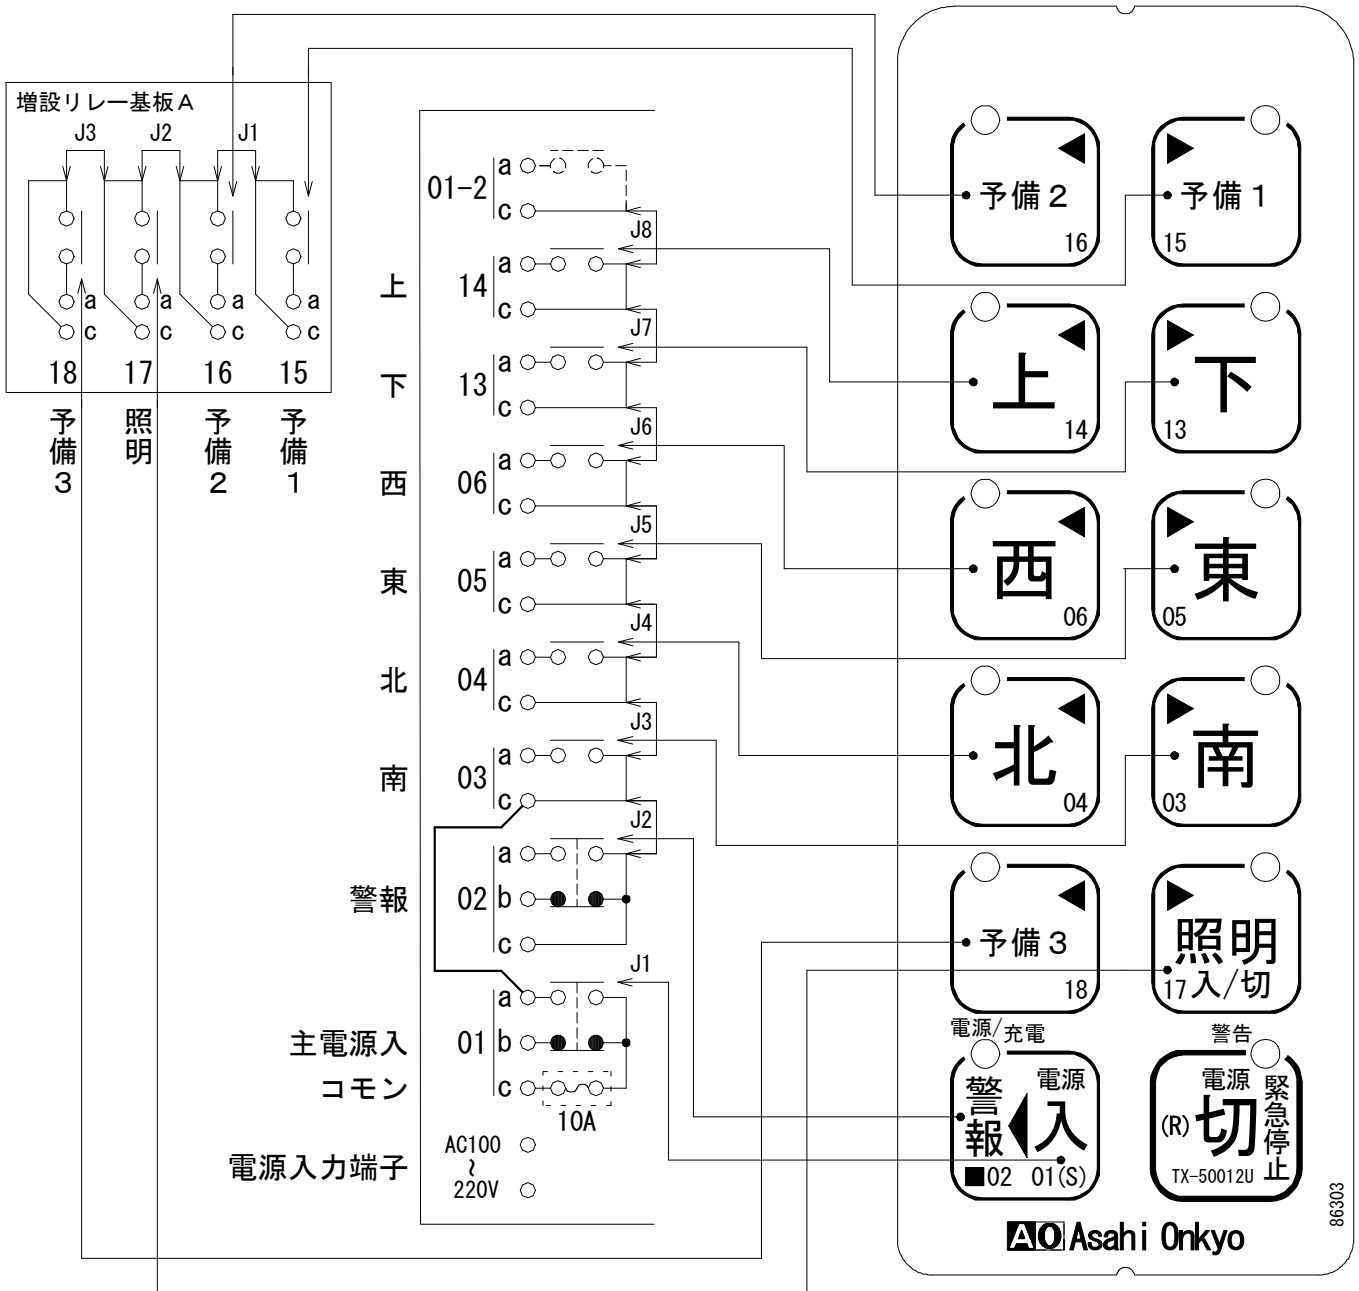 増設リレー基板A
J3 J2 J1
a a a a
c c c c
18 17 16 15
予備3
照明
予備2
予備1
01-2 a
c
J8
上 14 a
c
J7
下 13 a
c
J6
西 06 a
c
J5
東 05 a
c
J4
北 04 a
c
J3
南 03 a
c
J2
警報 02 a
b
c
J1
主電源入 01 a
b
コモン c
10A
電源入力端子 AC100
~
220V
予備2
16
予備1
15
上
14
下
13
西
06
東
05
北
04
南
03
予備3
18
照明
17入/切
電源/充電
警報
電源
入
■02 01(S)
警告
電源
(R)切
緊急停止
TX-50012U
AO Asahi Onkyo
86303